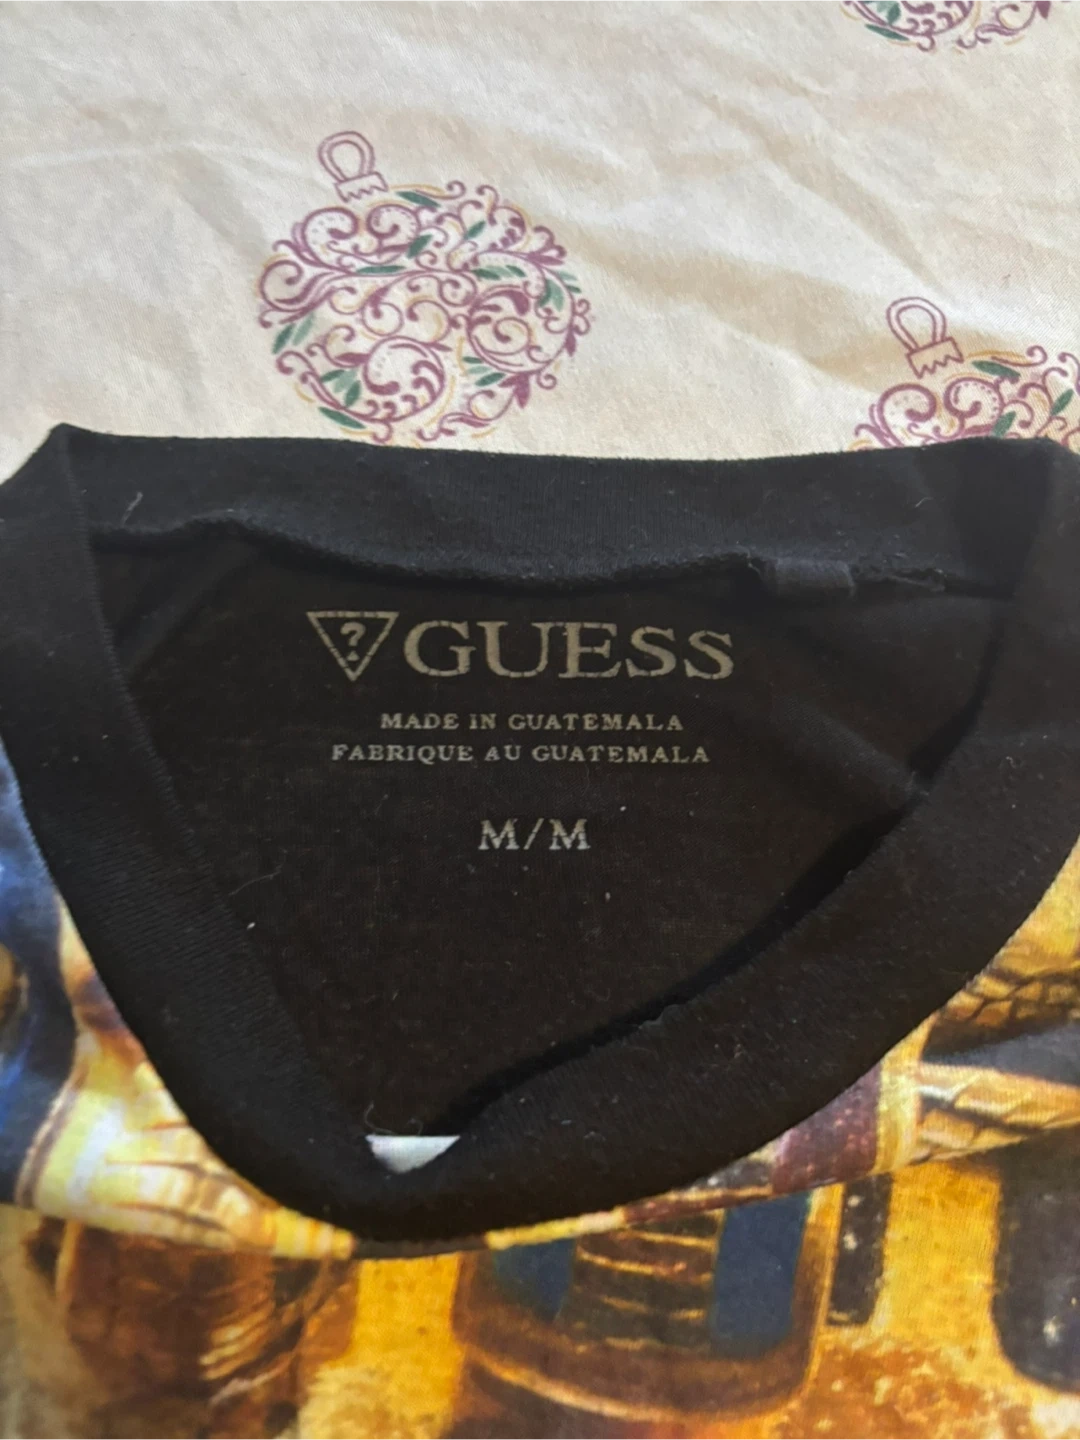 ? GUESS
MADE IN GUATEMALA
FABRIQUE AU GUATEMALA
M/M